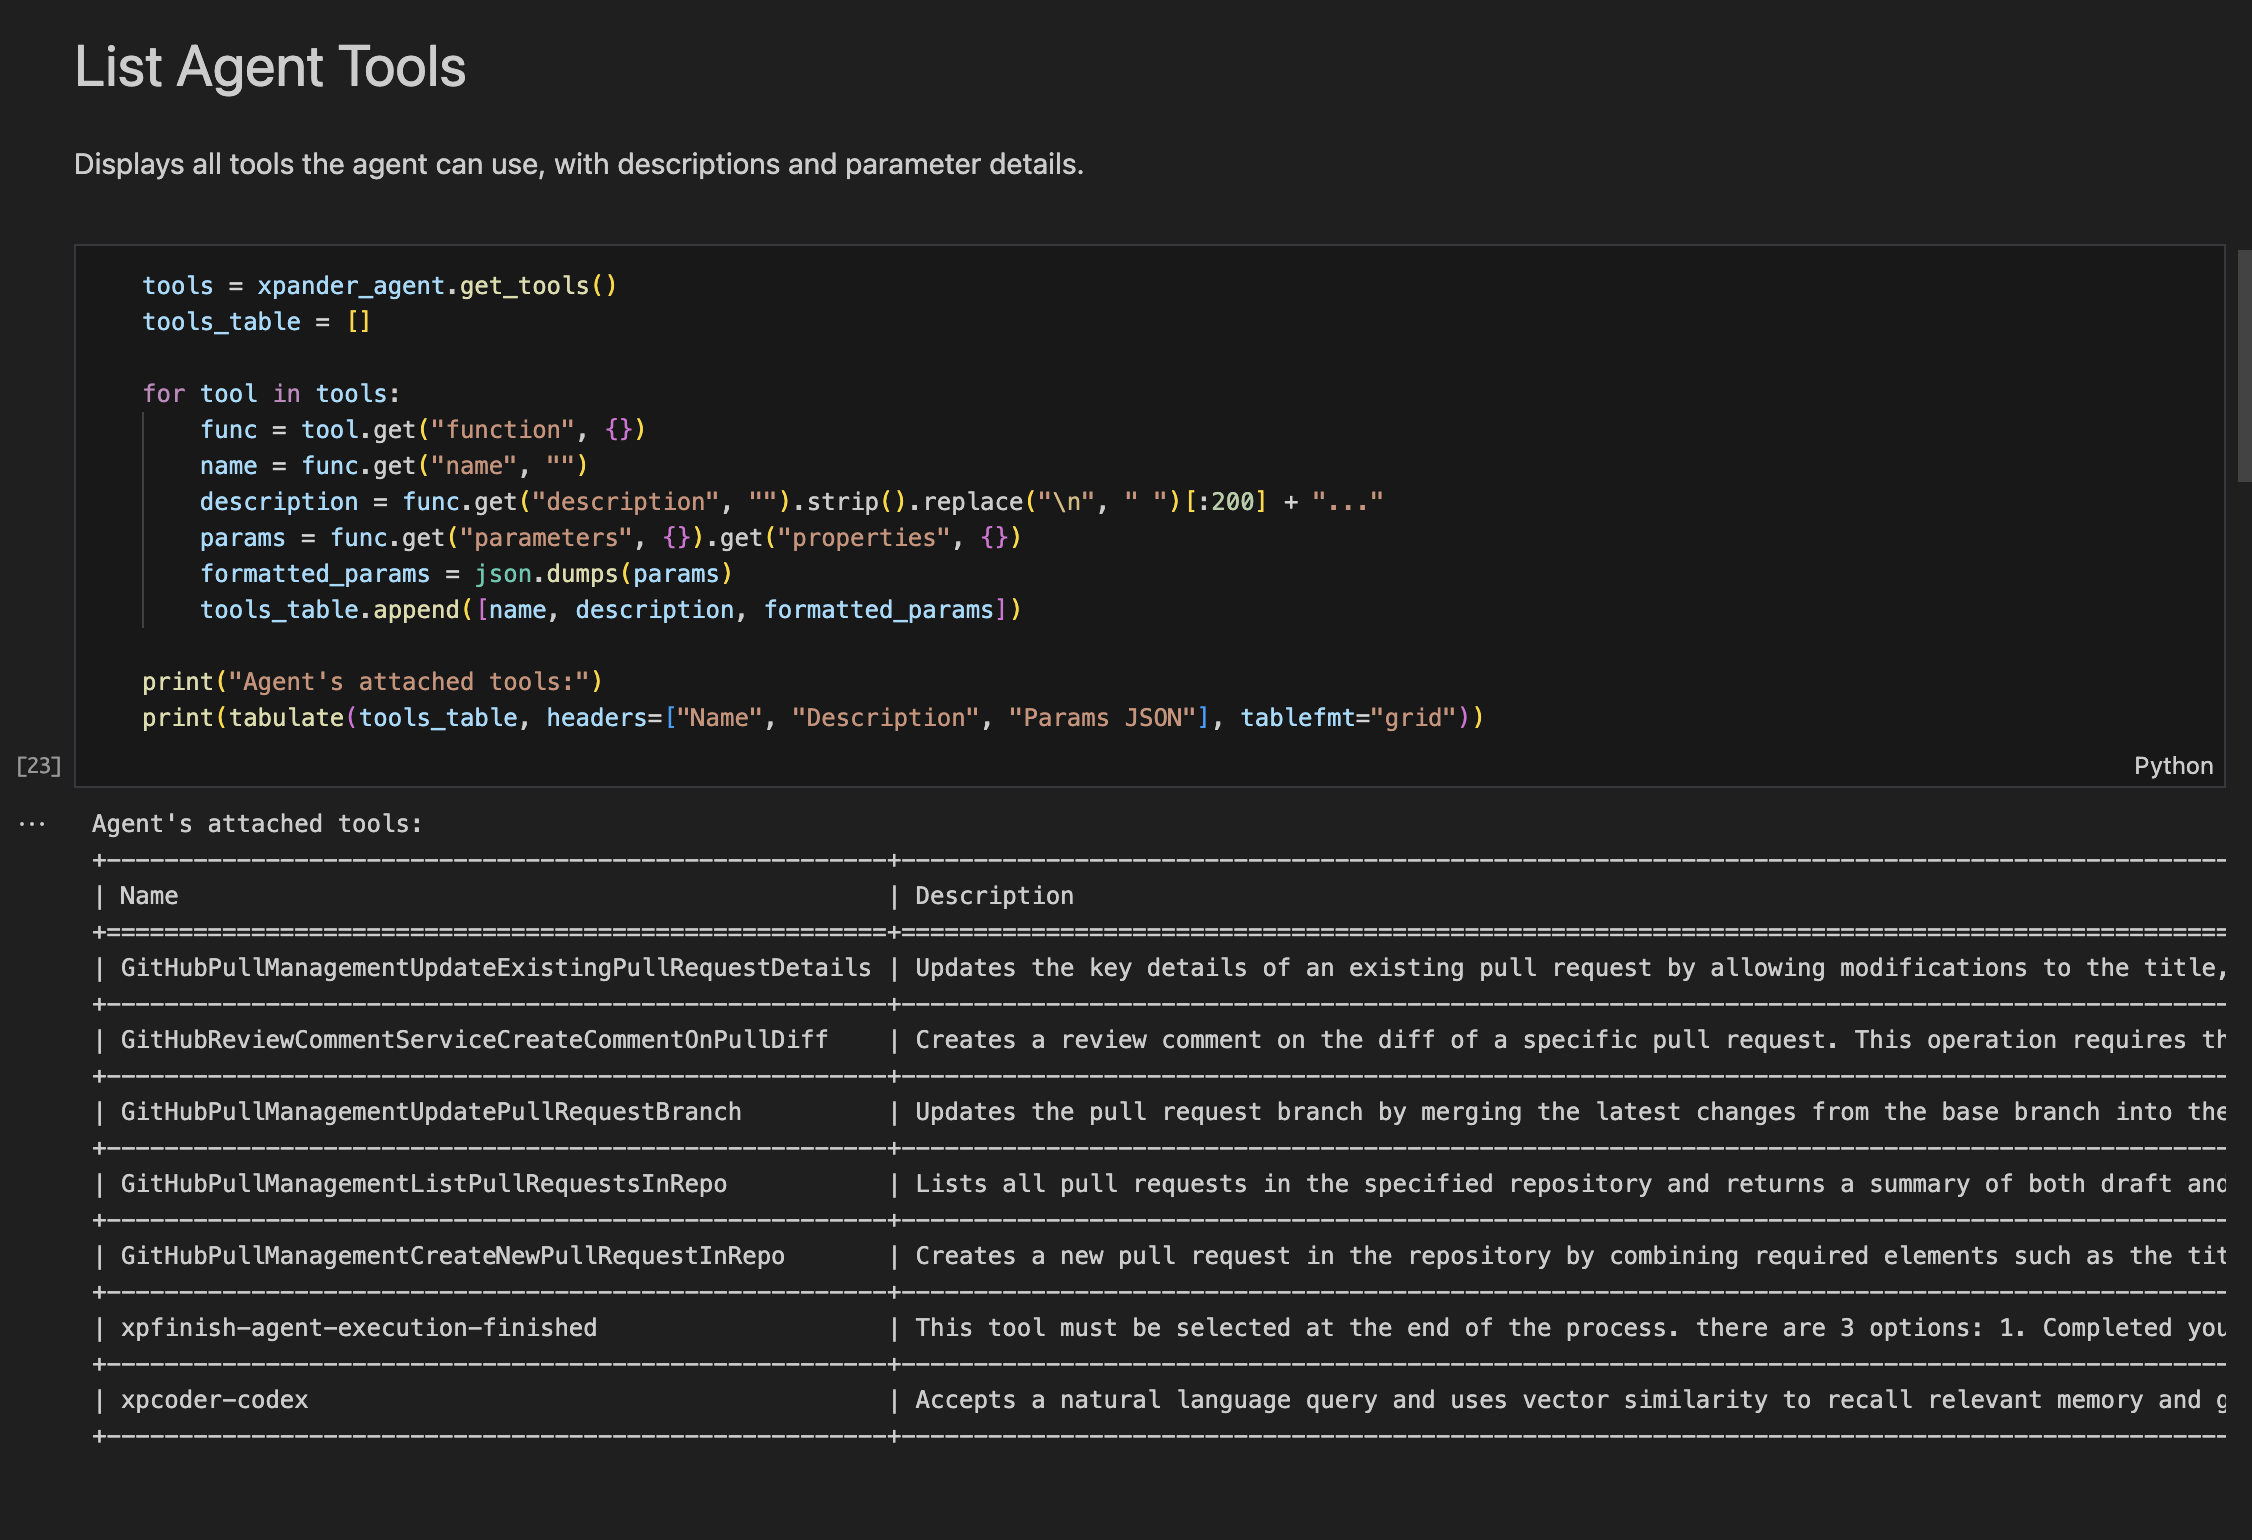 List Agent Tools
Displays all tools the agent can use, with descriptions and parameter details.
tools = xpander_agent.get_tools()
tools_table = []
for tool in tools:
    func = tool.get("function", {})
    name = func.get("name", "")
    description = func.get("description", "").strip().replace("\n", " ")[:200] + "..."
    params = func.get("parameters", {}).get("properties", {})
    formatted_params = json.dumps(params)
    tools_table.append([name, description, formatted_params])
print("Agent's attached tools:")
print(tabulate(tools_table, headers=["Name", "Description", "Params JSON"], tablefmt="grid"))
[23]
Python
... Agent's attached tools:
| Name | Description
| GitHubPullManagementUpdateExistingPullRequestDetails | Updates the key details of an existing pull request by allowing modifications to the title,
| GitHubReviewCommentServiceCreateCommentOnPullDiff | Creates a review comment on the diff of a specific pull request. This operation requires th
| GitHubPullManagementUpdatePullRequestBranch | Updates the pull request branch by merging the latest changes from the base branch into the
| GitHubPullManagementListPullRequestsInRepo | Lists all pull requests in the specified repository and returns a summary of both draft and
| GitHubPullManagementCreateNewPullRequestInRepo | Creates a new pull request in the repository by combining required elements such as the tit
| xpfinish-agent-execution-finished | This tool must be selected at the end of the process. there are 3 options: 1. Completed you
| xpcoder-codex | Accepts a natural language query and uses vector similarity to recall relevant memory and g